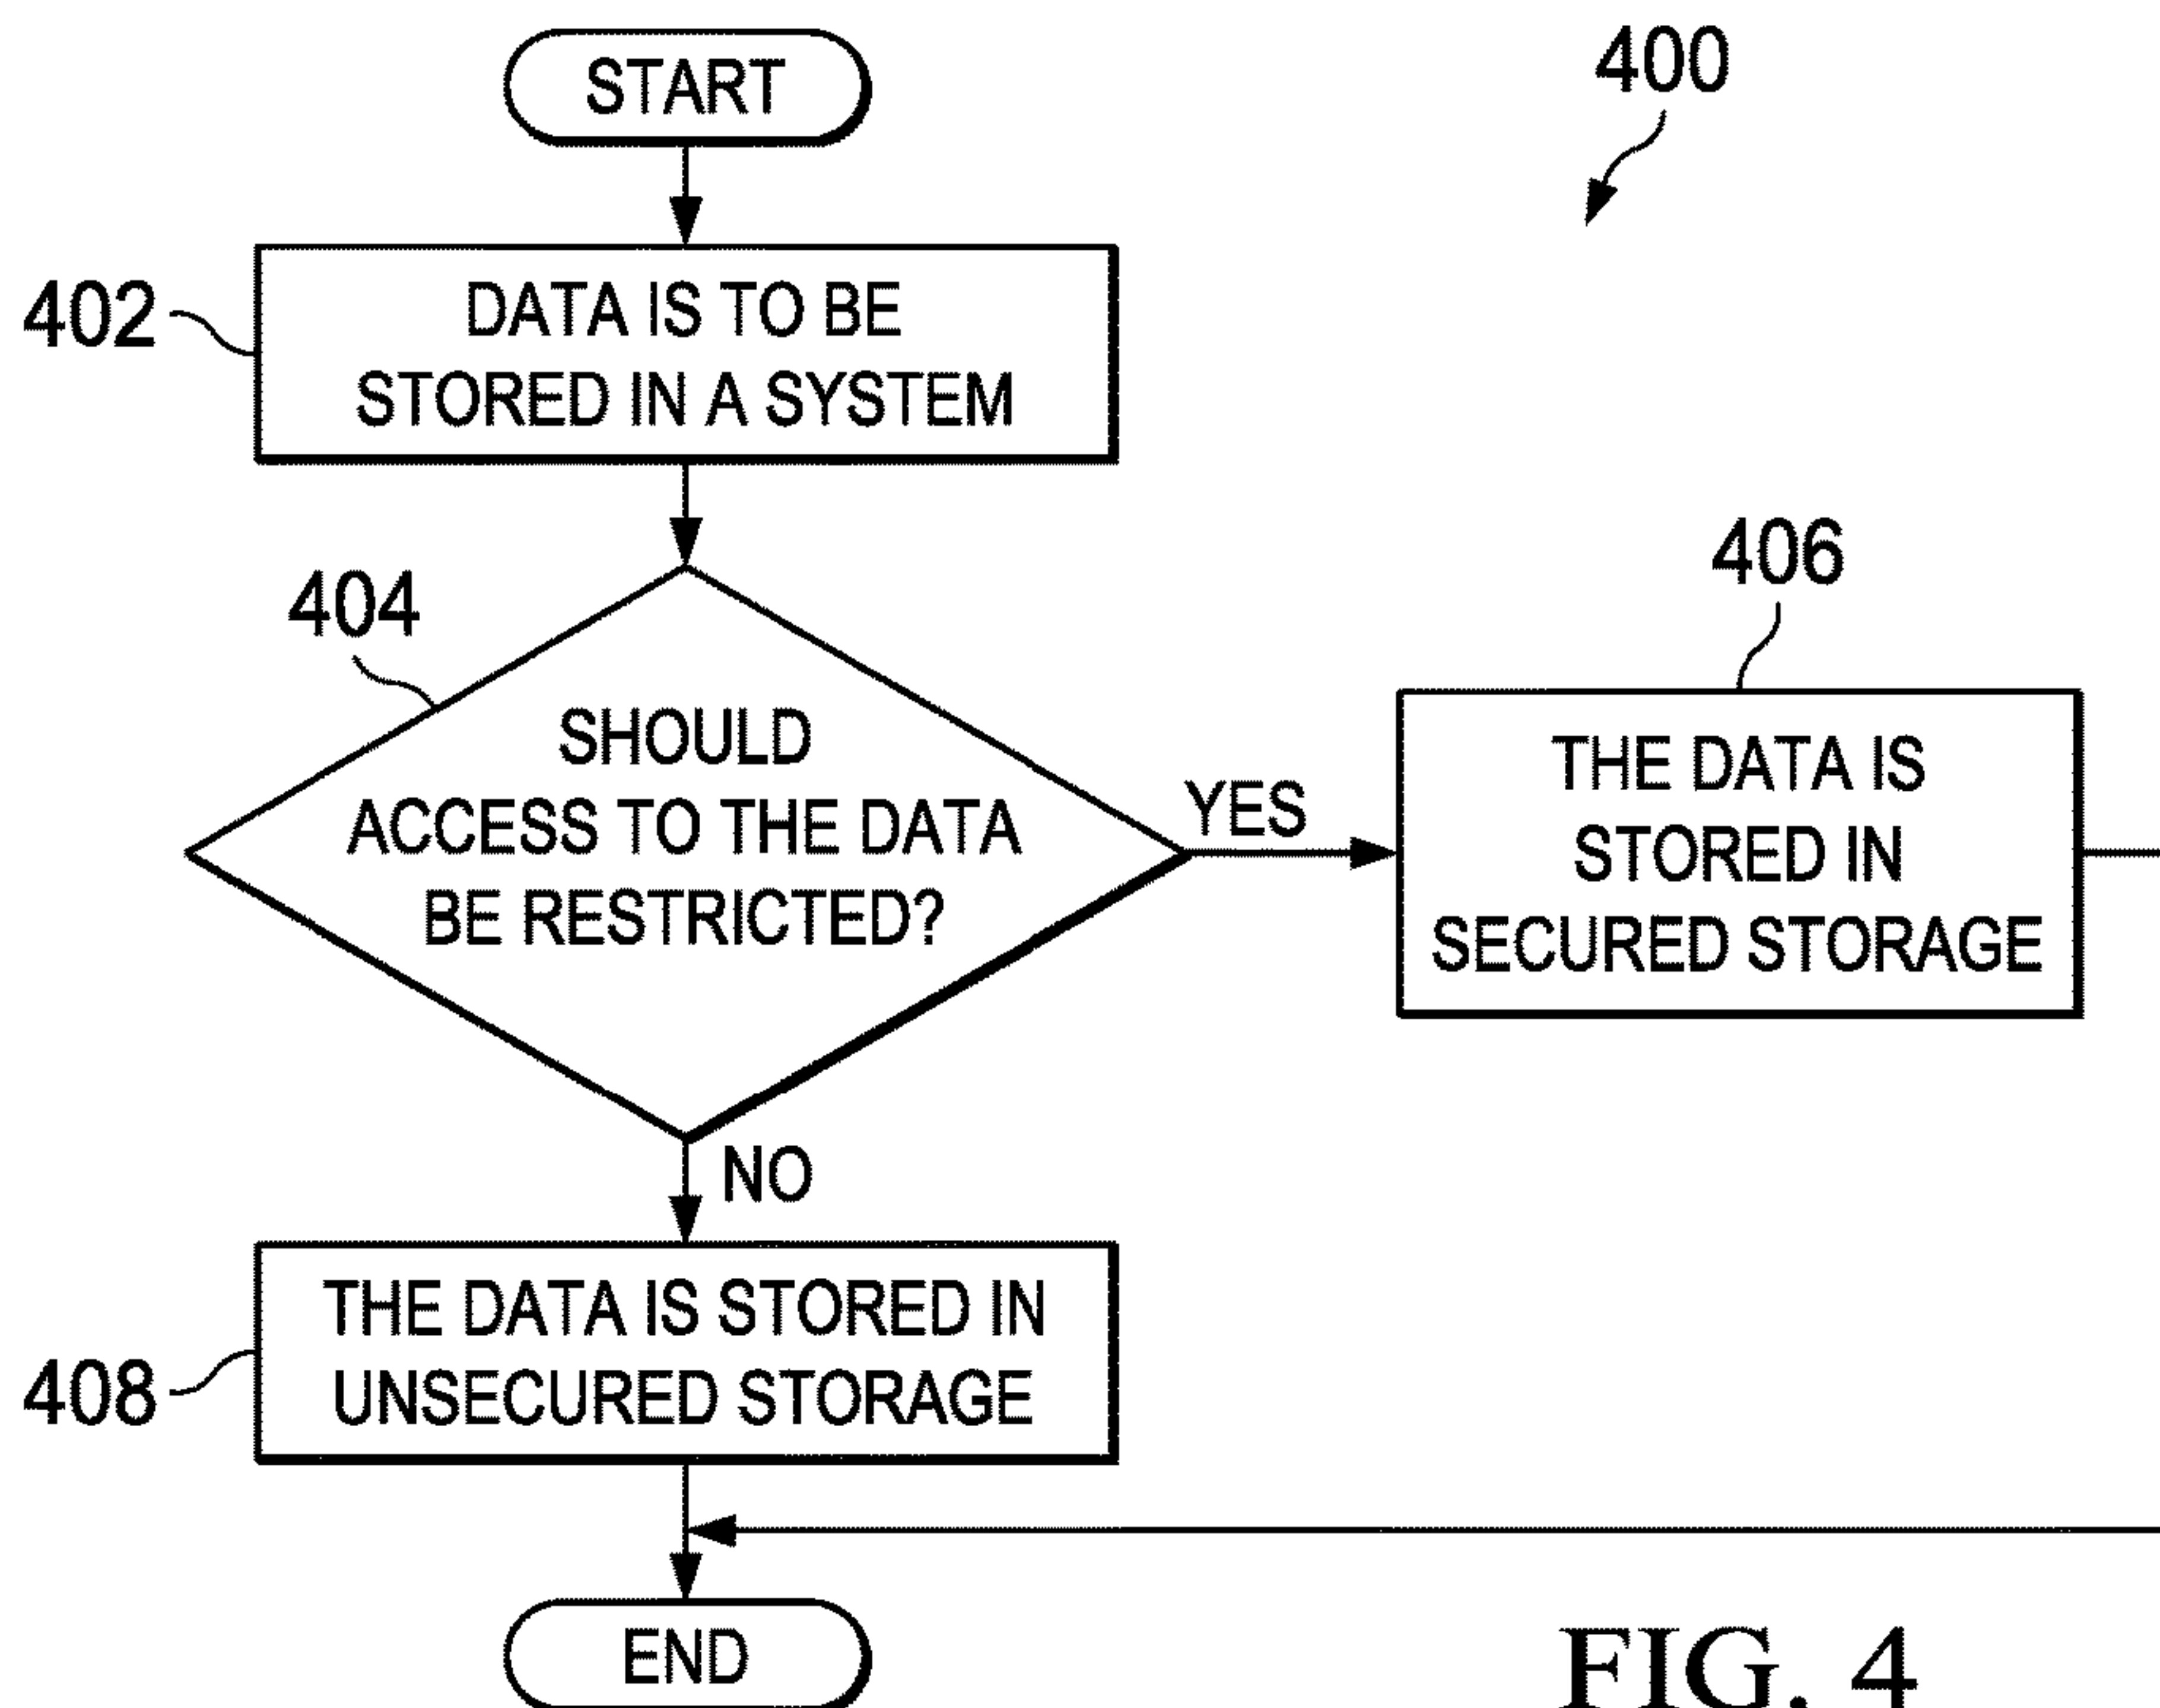 START
400
402
DATA IS TO BE
STORED IN A SYSTEM
404
SHOULD
ACCESS TO THE DATA
BE RESTRICTED?
YES
406
THE DATA IS
STORED IN
SECURED STORAGE
NO
408
THE DATA IS STORED IN
UNSECURED STORAGE
END
FIG. 4